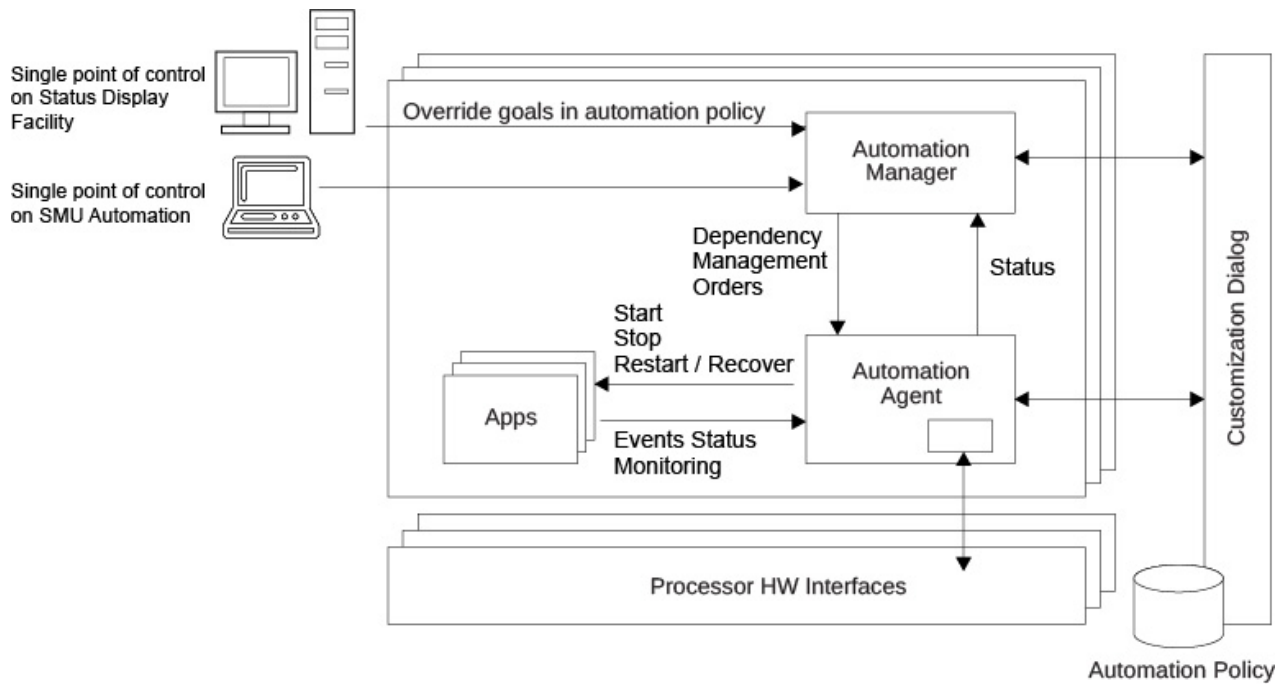 Single point of control
on Status Display
Facility
Override goals in automation policy
Automation
Manager
Single point of control
on SMU Automation
Dependency
Management
Orders
Status
Start
Stop
Restart / Recover
Automation
Agent
Apps
Events Status
Monitoring
Customization Dialog
Processor HW Interfaces
Automation Policy